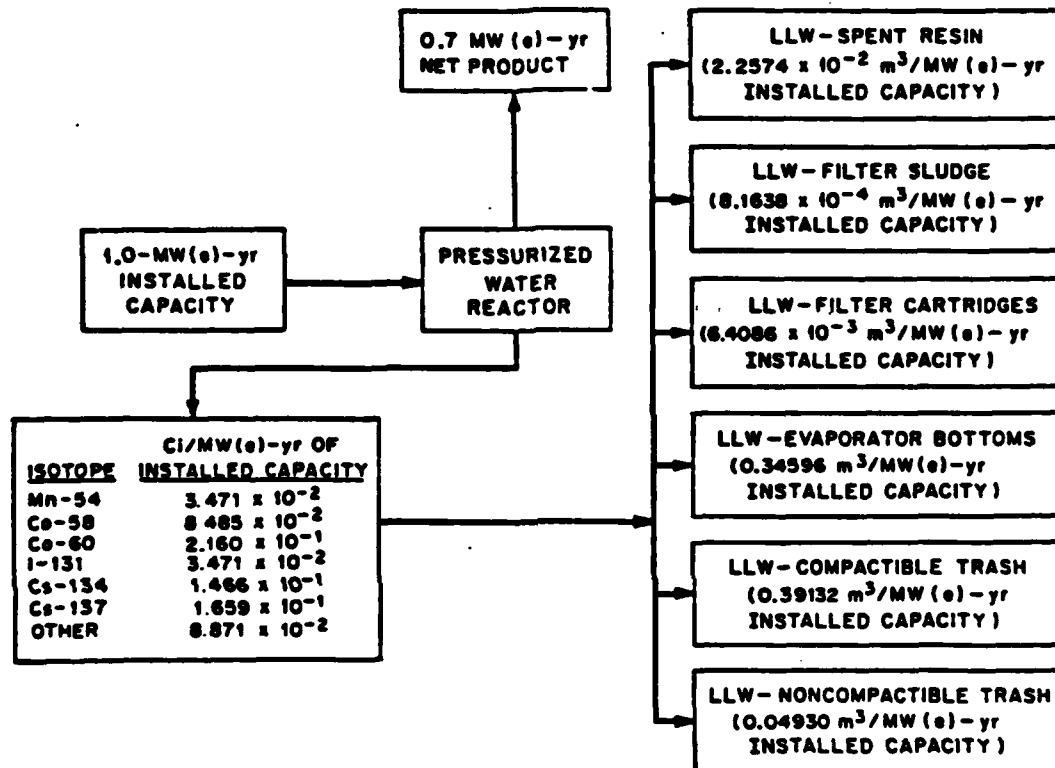 0.7 MW(e)-yr
NET PRODUCT
1.0-MW(e)-yr
INSTALLED
CAPACITY
PRESSURIZED
WATER
REACTOR
Ci/MW(e)-yr OF
ISOTOPE INSTALLED CAPACITY
Mn-54 3.471 x 10⁻²
Co-58 8.485 x 10⁻²
Co-60 2.160 x 10⁻¹
I-131 3.471 x 10⁻²
Cs-134 1.466 x 10⁻¹
Cs-137 1.659 x 10⁻¹
OTHER 8.871 x 10⁻²
LLW-SPENT RESIN
(2.2574 x 10⁻² m³/MW(e)-yr
INSTALLED CAPACITY)
LLW-FILTER SLUDGE
(8.1638 x 10⁻⁴ m³/MW(e)-yr
INSTALLED CAPACITY)
LLW-FILTER CARTRIDGES
(6.4086 x 10⁻³ m³/MW(e)-yr
INSTALLED CAPACITY)
LLW-EVAPORATOR BOTTOMS
(0.34596 m³/MW(e)-yr
INSTALLED CAPACITY)
LLW-COMPACTIBLE TRASH
(0.39132 m³/MW(e)-yr
INSTALLED CAPACITY)
LLW-NONCOMPACTIBLE TRASH
(0.04930 m³/MW(e)-yr
INSTALLED CAPACITY)